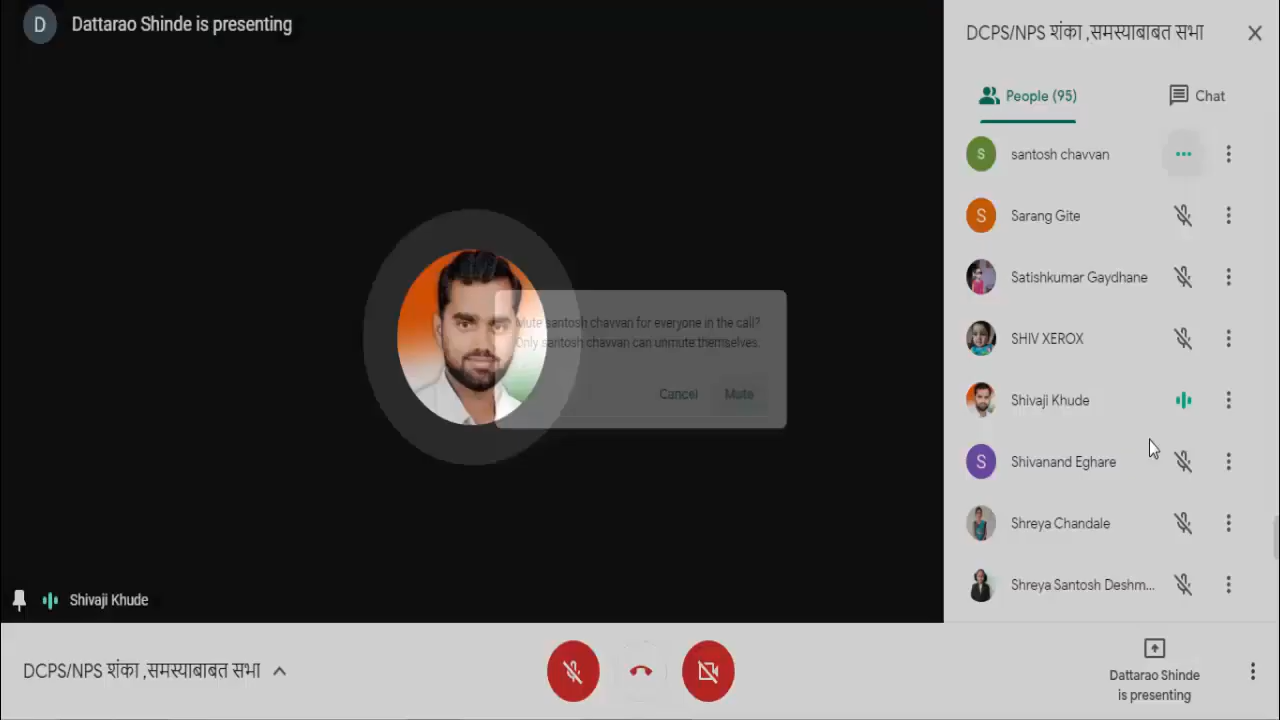 D
Dattarao Shinde is presenting
Mute santosh chavvan for everyone in the call?
Only santosh chavvan can unmute themselves.
Cancel
Mute
Shivaji Khude
DCPS/NPS शंका ,समस्याबाबत सभा
People (95)
Chat
S
santosh chavvan
S
Sarang Gite
Satishkumar Gaydhane
SHIV XEROX
Shivaji Khude
S
Shivanand Eghare
Shreya Chandale
Shreya Santosh Deshm...
DCPS/NPS शंका ,समस्याबाबत सभा
Dattarao Shinde
is presenting